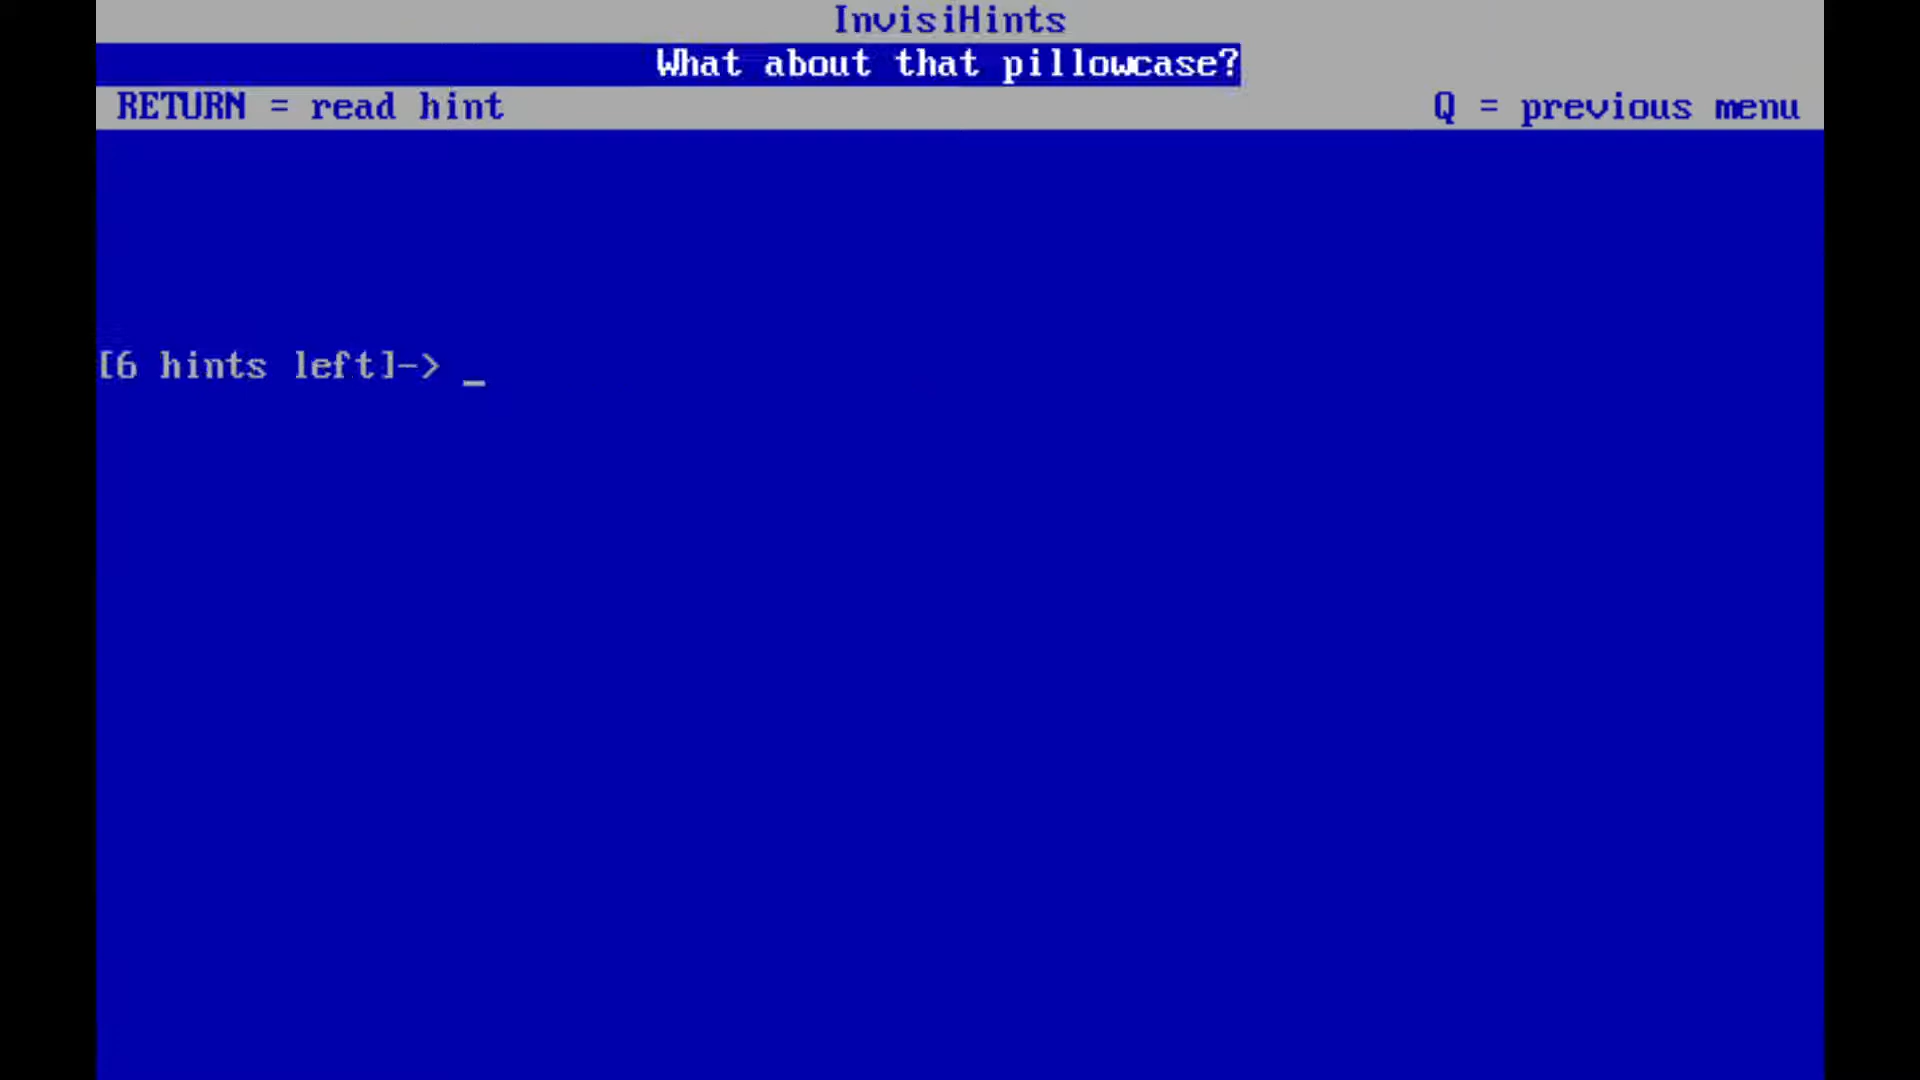 InvisiHints
What about that pillowcase?
RETURN = read hint Q = previous menu
[6 hints left]-> _